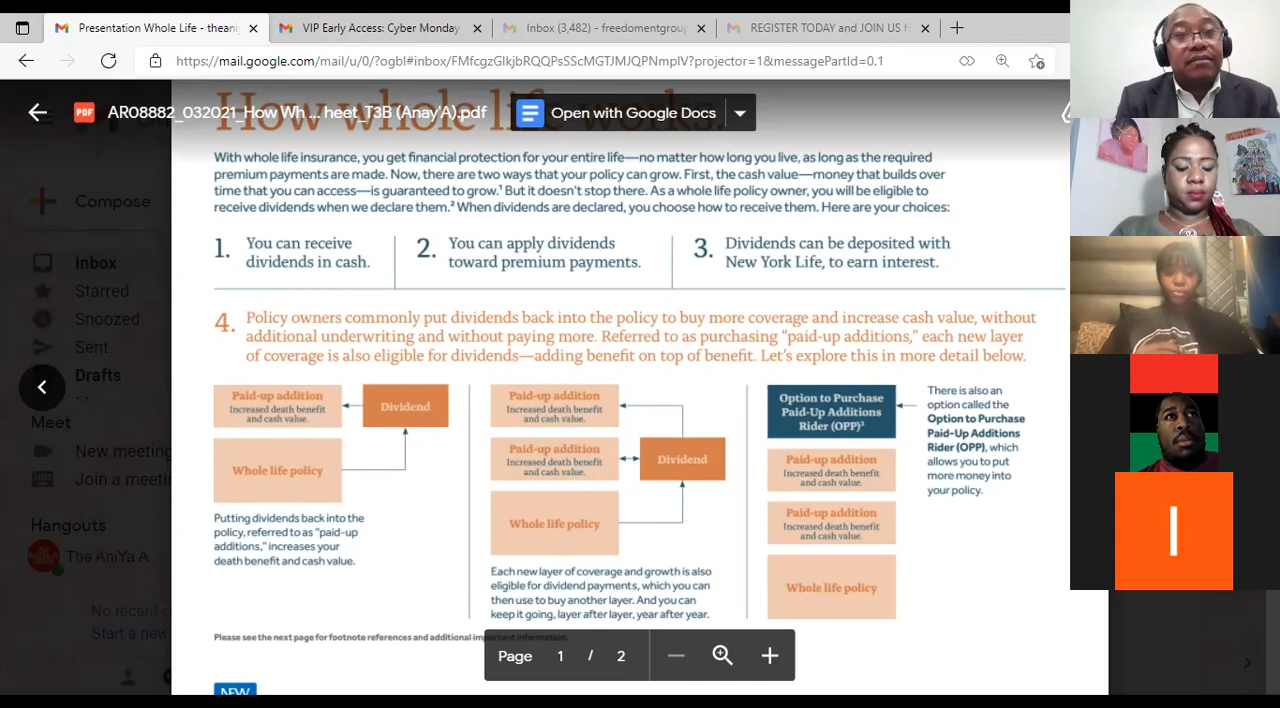 Presentation Whole Life - theani
VIP Early Access: Cyber Monday
Inbox (3,482) - freedomentgroup
REGISTER TODAY and JOIN US f
https://mail.google.com/mail/u/0/?ogbl#inbox/FMfcgzGlkjbRQQPsSScMGTJMJQPNmpIV?projector=1&messagePartId=0.1
PDF
AR08882_032021_How Wh ... heet_T3B (Anay'A).pdf
Open with Google Docs
How whole life works.
With whole life insurance, you get financial protection for your entire life—no matter how long you live, as long as the required
premium payments are made. Now, there are two ways that your policy can grow. First, the cash value—money that builds over
time that you can access—is guaranteed to grow.¹ But it doesn't stop there. As a whole life policy owner, you will be eligible to
receive dividends when we declare them.² When dividends are declared, you choose how to receive them. Here are your choices:
1. You can receive
dividends in cash.
2. You can apply dividends
toward premium payments.
3. Dividends can be deposited with
New York Life, to earn interest.
4. Policy owners commonly put dividends back into the policy to buy more coverage and increase cash value, without
additional underwriting and without paying more. Referred to as purchasing "paid-up additions," each new layer
of coverage is also eligible for dividends—adding benefit on top of benefit. Let's explore this in more detail below.
Paid-up addition
Increased death benefit
and cash value.
Dividend
Whole life policy
Putting dividends back into the
policy, referred to as "paid-up
additions," increases your
death benefit and cash value.
Paid-up addition
Increased death benefit
and cash value.
Paid-up addition
Increased death benefit
and cash value.
Dividend
Whole life policy
Each new layer of coverage and growth is also
eligible for dividend payments, which you can
then use to buy another layer. And you can
keep it going, layer after layer, year after year.
Option to Purchase
Paid-Up Additions
Rider (OPP)³
Paid-up addition
Increased death benefit
and cash value.
Paid-up addition
Increased death benefit
and cash value.
Whole life policy
There is also an
option called the
Option to Purchase
Paid-Up Additions
Rider (OPP), which
allows you to put
more money into
your policy.
Please see the next page for footnote references and additional important information.
NEW
Page 1 / 2
Compose
Inbox
Starred
Snoozed
Sent
Drafts
Meet
New meeting
Join a meeti
Hangouts
The AniYa A
No recent c
Start a new
I